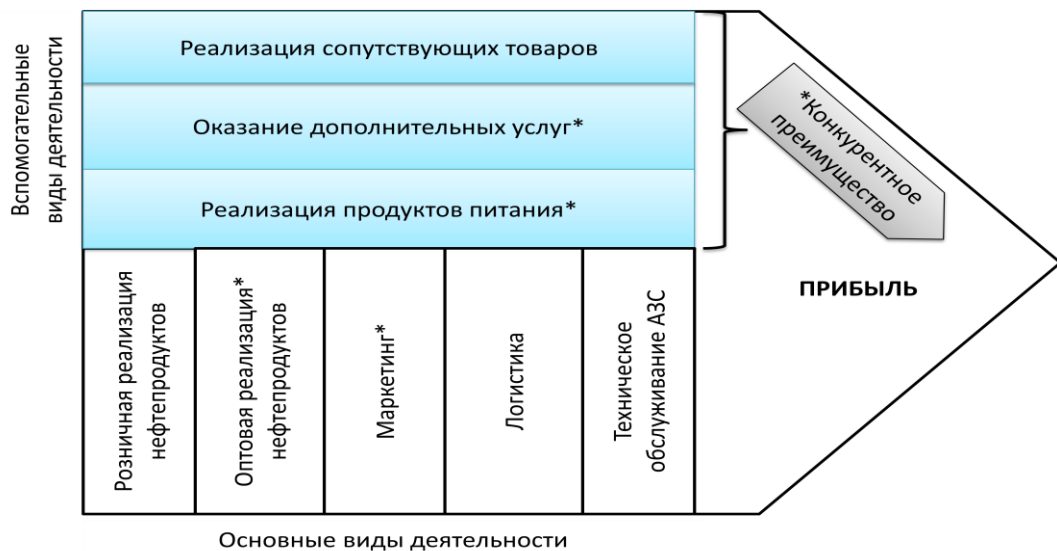 Вспомогательные
виды деятельности
Реализация сопутствующих товаров
Оказание дополнительных услуг*
Реализация продуктов питания*
*Конкурентное
преимущество
ПРИБЫЛЬ
Розничная реализация
нефтепродуктов
Оптовая реализация*
нефтепродуктов
Маркетинг*
Логистика
Техническое
обслуживание АЗС
Основные виды деятельности